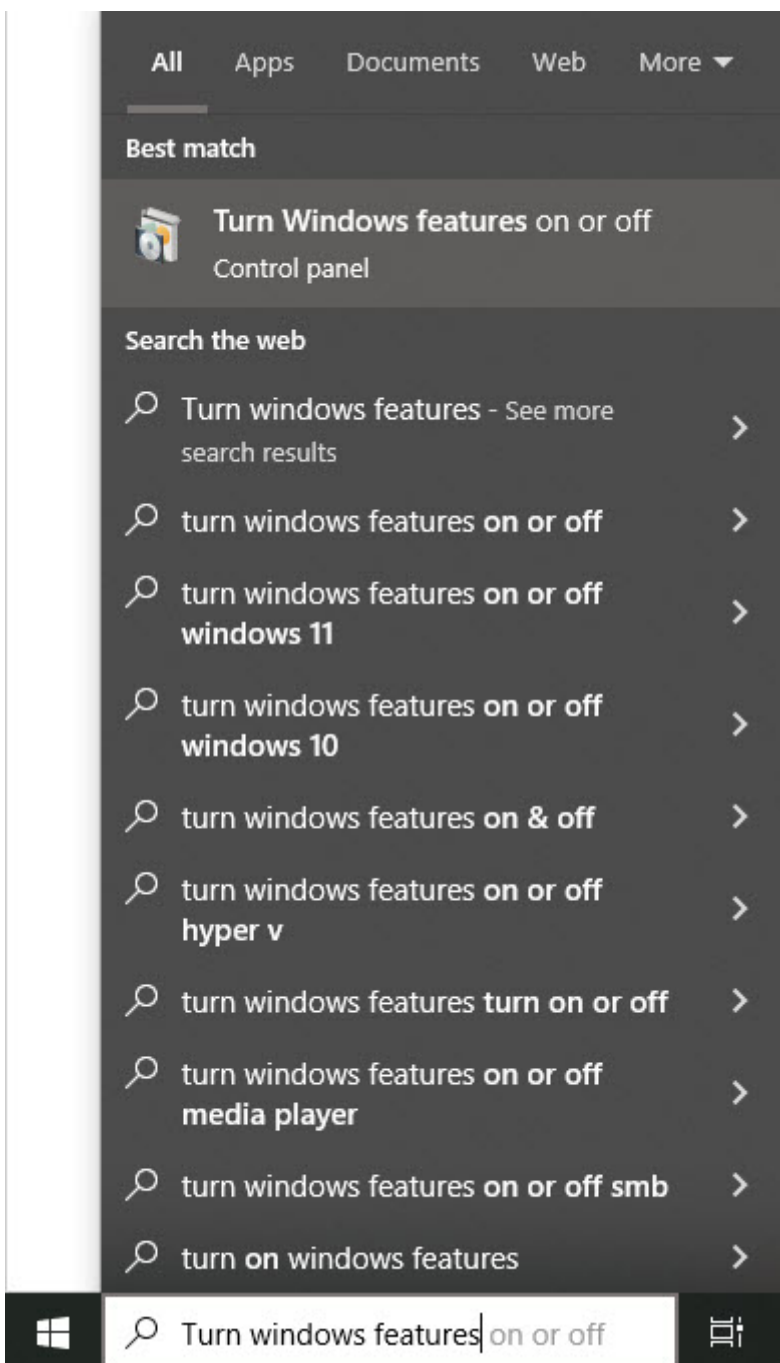 All Apps Documents Web More
Best match
Turn Windows features on or off
Control panel
Search the web
Turn windows features - See more
search results
turn windows features on or off
turn windows features on or off
windows 11
turn windows features on or off
windows 10
turn windows features on & off
turn windows features on or off
hyper v
turn windows features turn on or off
turn windows features on or off
media player
turn windows features on or off smb
turn on windows features
Turn windows features on or off